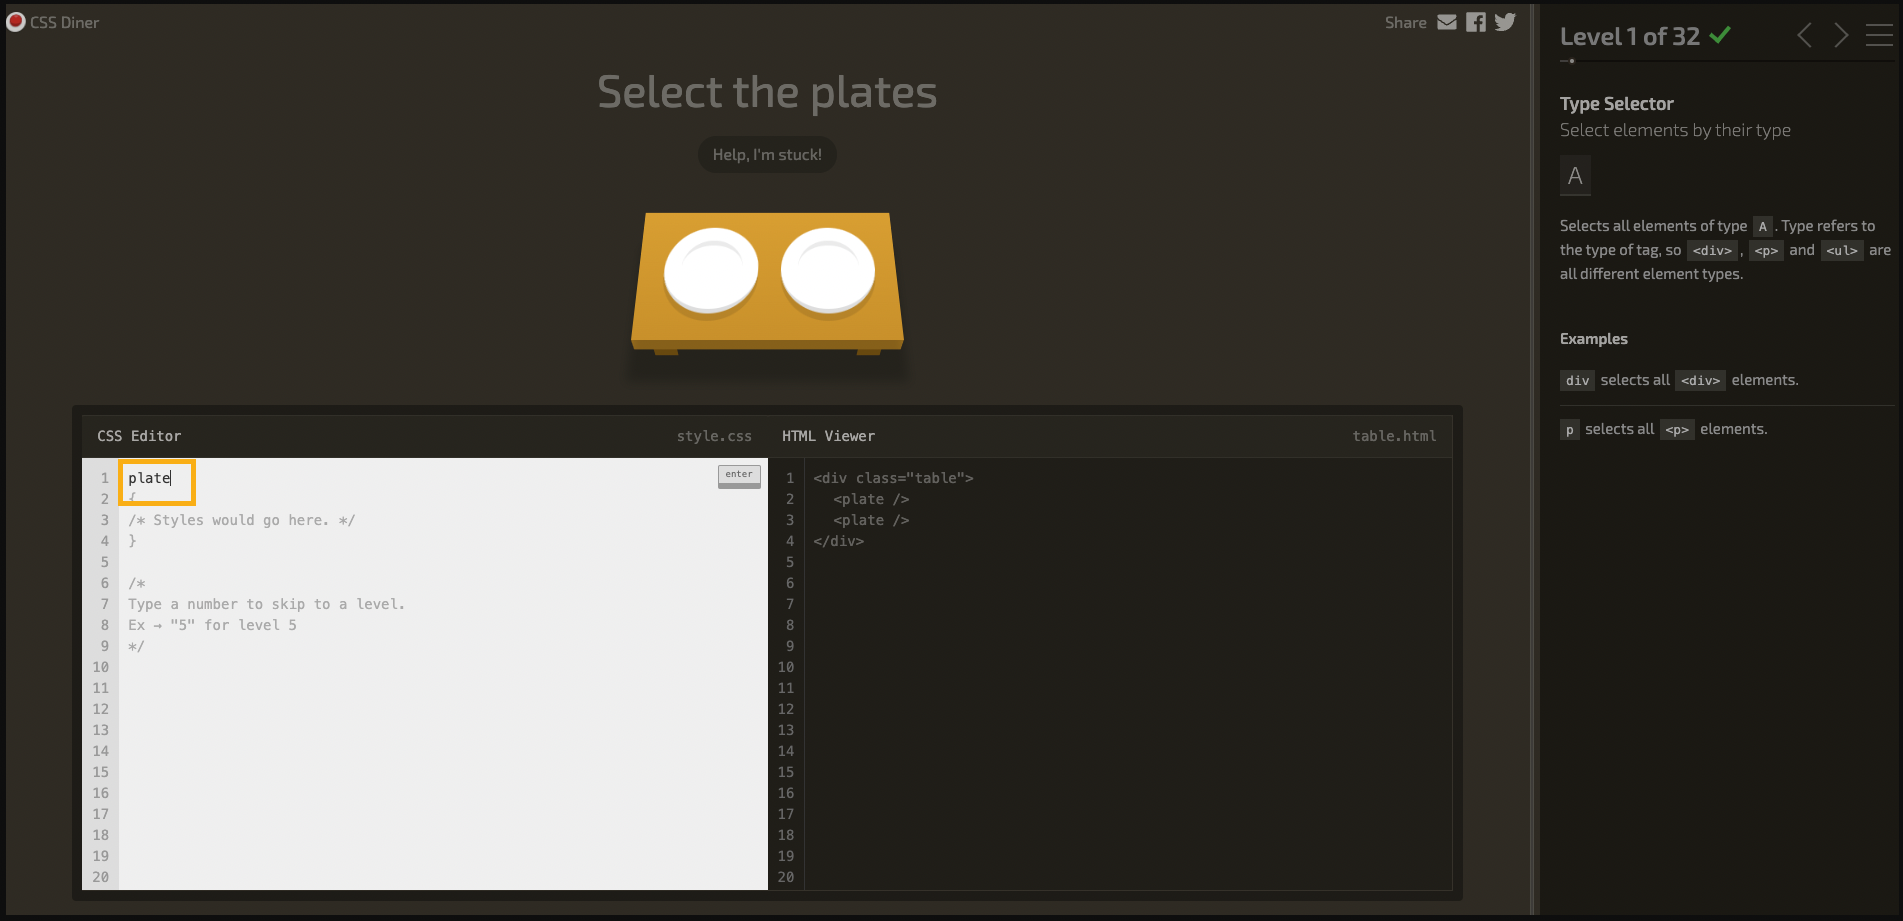 CSS Diner
Share
Select the plates
Help, I'm stuck!
CSS Editor
style.css
1 plate
enter
2 {
3 /* Styles would go here. */
4 }
5
6 /*
7 Type a number to skip to a level.
8 Ex → "5" for level 5
9 */
10
11
12
13
14
15
16
17
18
19
20
HTML Viewer
table.html
1 <div class="table">
2 <plate />
3 <plate />
4 </div>
5
6
7
8
9
10
11
12
13
14
15
16
17
18
19
20
Level 1 of 32
Type Selector
Select elements by their type
A
Selects all elements of type A . Type refers to
the type of tag, so <div> , <p> and <ul> are
all different element types.
Examples
div selects all <div> elements.
p selects all <p> elements.